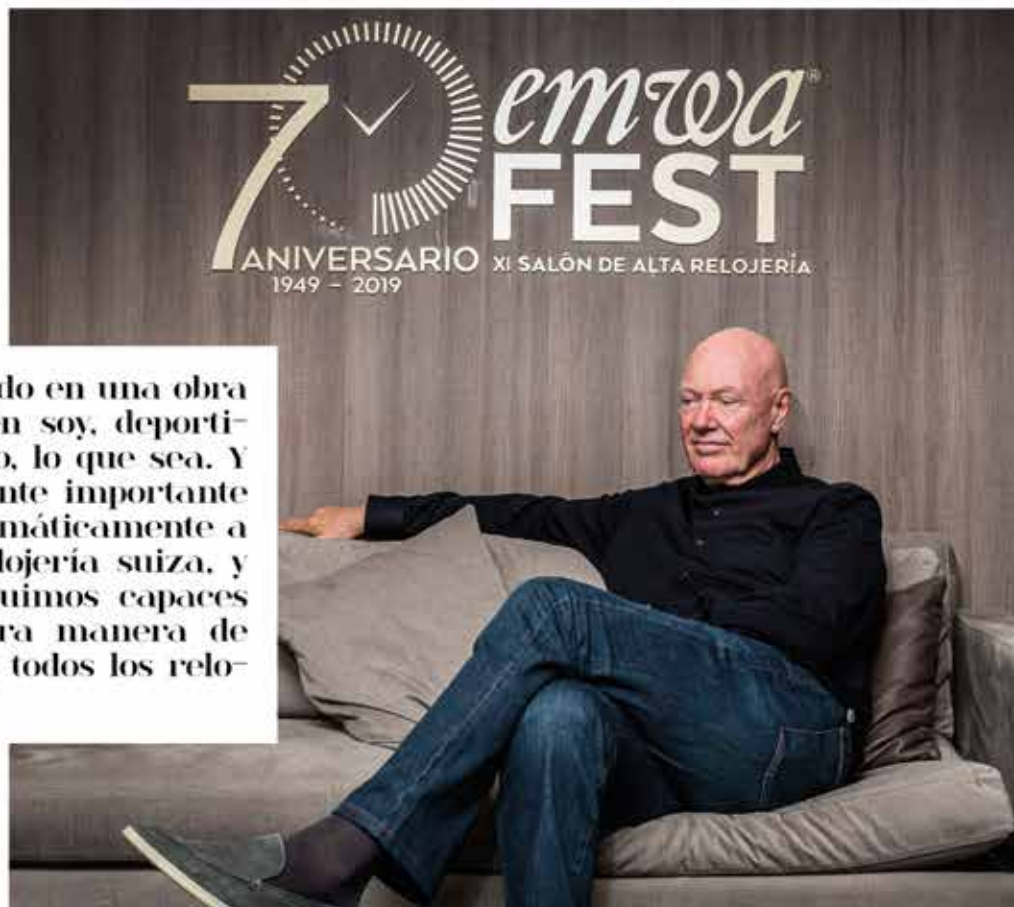 70 emwa®
FEST
ANIVERSARIO XI SALÓN DE ALTA RELOJERÍA
1949 – 2019
do en una obra
n soy, deporti-
o, lo que sea. Y
nte importante
máticamente a
lojería suiza, y
uimos capaces
ra manera de
todos los relo-